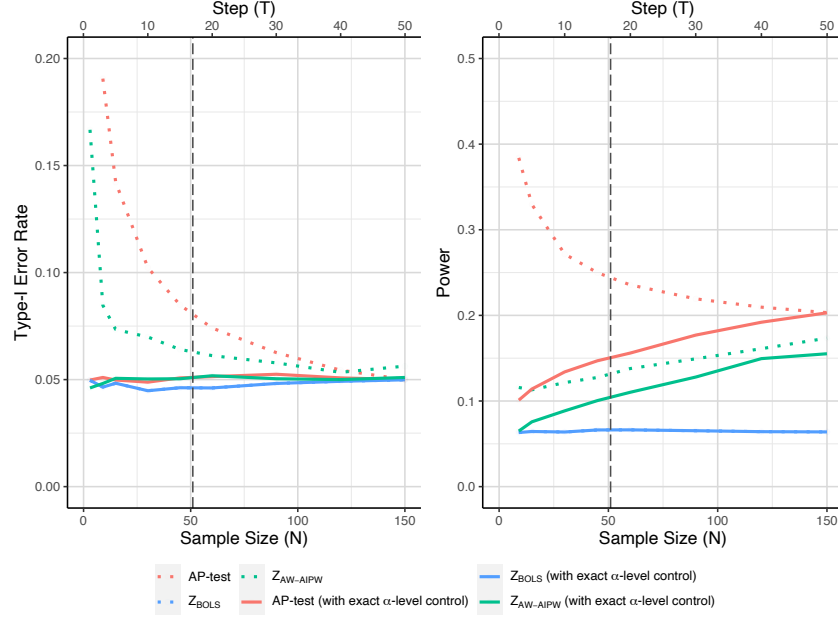 Step (T)
Step (T)
0 10 20 30 40 50
0 10 20 30 40 50
Type-I Error Rate
0.20
0.15
0.10
0.05
0.00
Power
0.5
0.4
0.3
0.2
0.1
0.0
0 50 100 150
0 50 100 150
Sample Size (N)
Sample Size (N)
AP-test
Z_AW−AIPW
Z_BOLS (with exact α-level control)
Z_BOLS
AP-test (with exact α-level control)
Z_AW−AIPW (with exact α-level control)